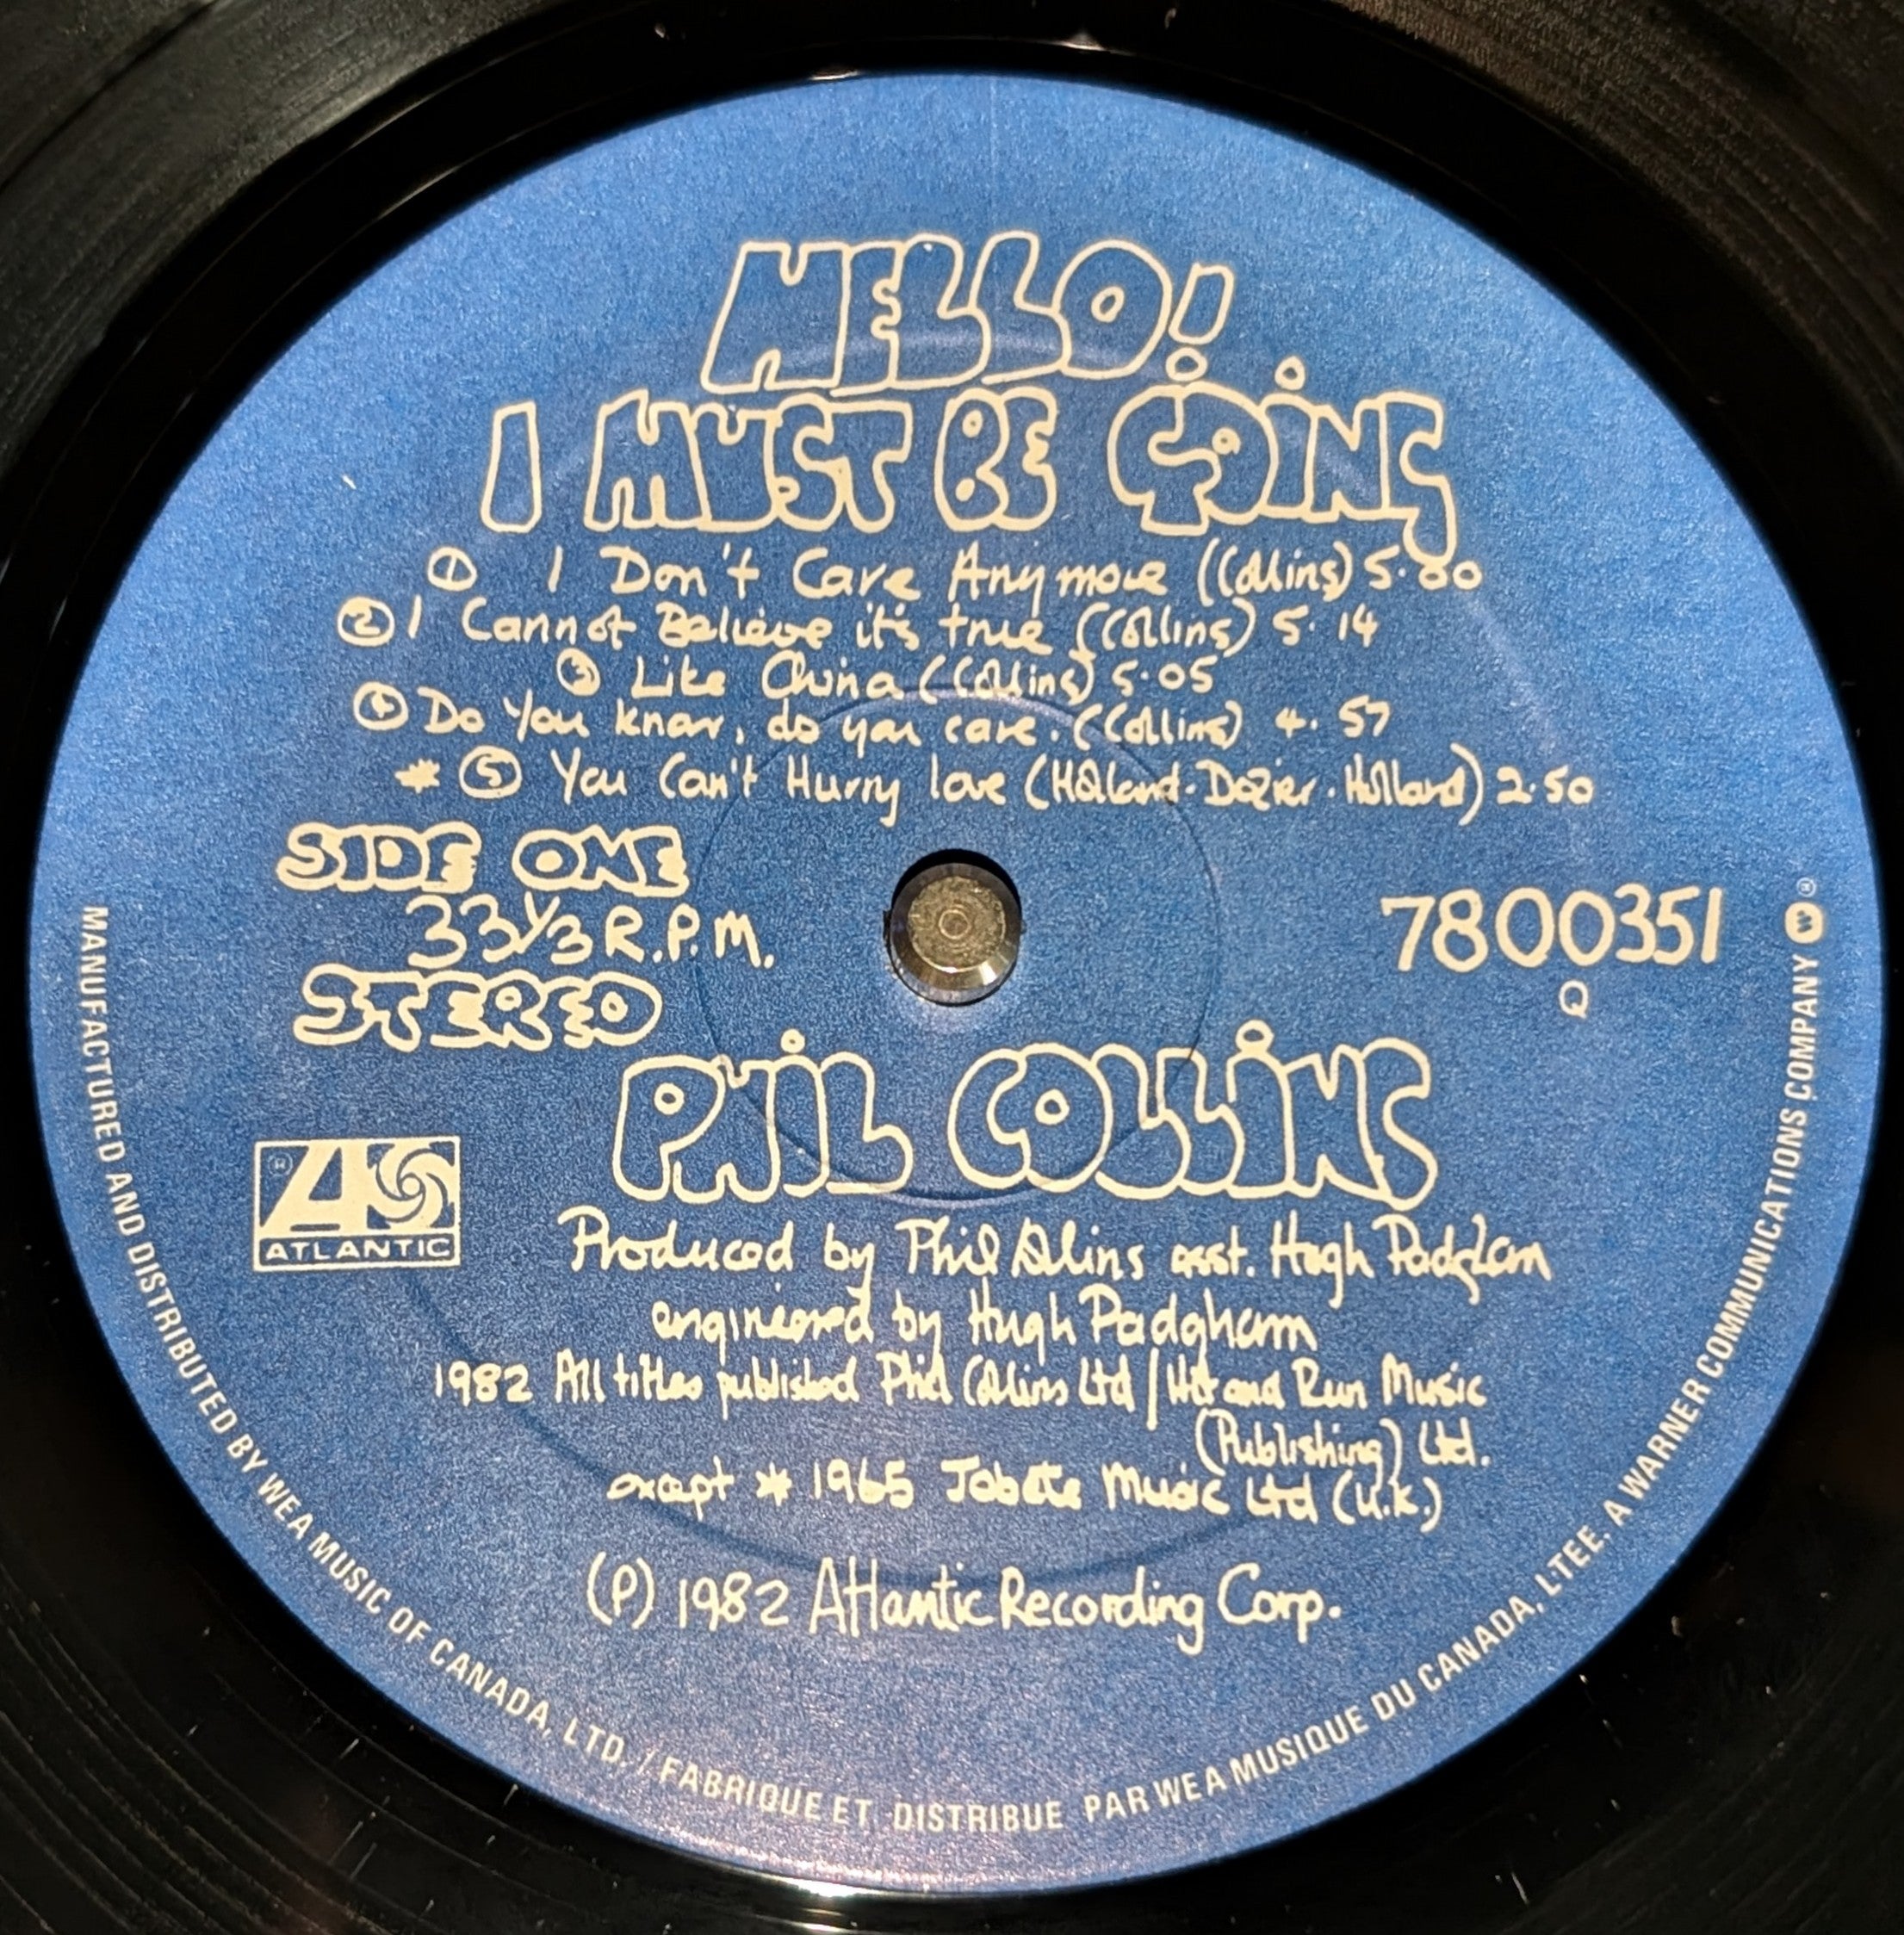 HELLO!
I MUST BE GOING
① I Don't Care Anymore (Collins) 5.00
② I Cannot Believe it's true (Collins) 5.14
③ Like China (Collins) 5.05
④ Do You know, do you care. (Collins) 4.57
* ⑤ You Can't Hurry love (Holland.Dozier.Holland) 2.50
SIDE ONE
33⅓ R.P.M.
STEREO
7800351
Q
PHIL COLLINS
® ATLANTIC
Produced by Phil Collins asst. Hugh Padgham
engineered by Hugh Padgham
1982 All titles published Phil Collins Ltd / Hit and Run Music
(Publishing) Ltd.
except * 1965 Jobete Music Ltd (U.K.)
(P) 1982 Atlantic Recording Corp.
MANUFACTURED AND DISTRIBUTED BY WEA MUSIC OF CANADA, LTD. / FABRIQUE ET DISTRIBUE PAR WEA MUSIQUE DU CANADA, LTEE. A WARNER COMMUNICATIONS COMPANY W ®